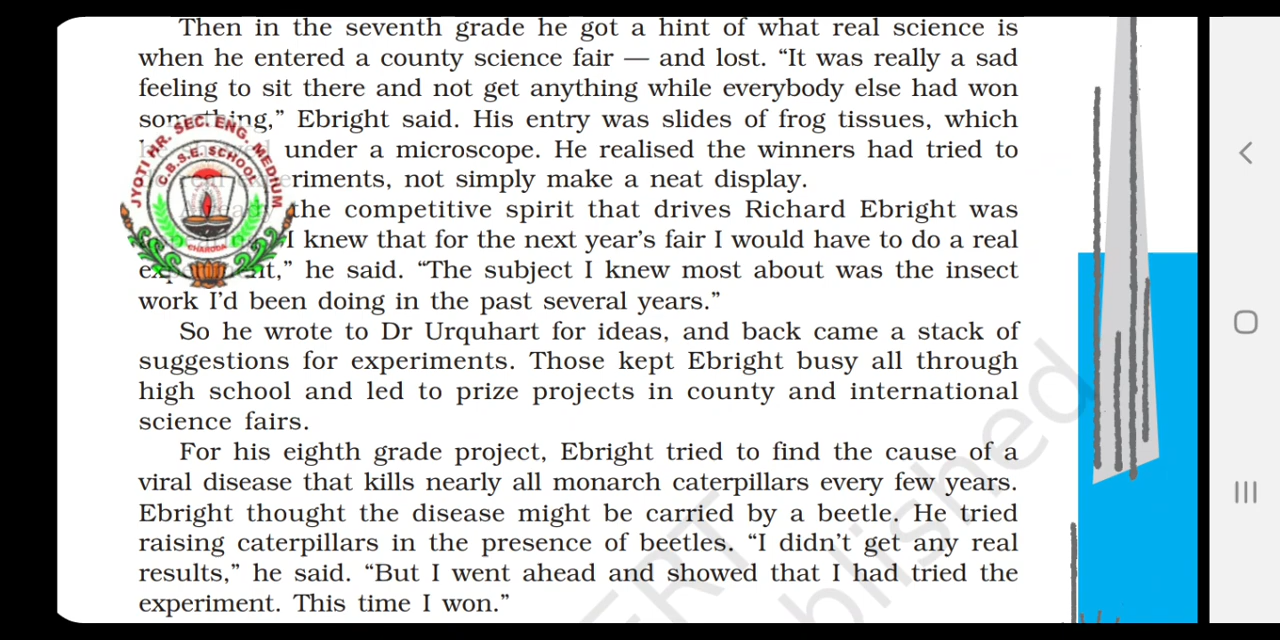 Then in the seventh grade he got a hint of what real science is
when he entered a county science fair — and lost. “It was really a sad
feeling to sit there and not get anything while everybody else had won
something,” Ebright said. His entry was slides of frog tissues, which
under a microscope. He realised the winners had tried to
not simply make a neat display.
the competitive spirit that drives Richard Ebright was
I knew that for the next year’s fair I would have to do a real
he said. “The subject I knew most about was the insect
work I’d been doing in the past several years.”
So he wrote to Dr Urquhart for ideas, and back came a stack of
suggestions for experiments. Those kept Ebright busy all through
high school and led to prize projects in county and international
science fairs.
For his eighth grade project, Ebright tried to find the cause of a
viral disease that kills nearly all monarch caterpillars every few years.
Ebright thought the disease might be carried by a beetle. He tried
raising caterpillars in the presence of beetles. “I didn’t get any real
results,” he said. “But I went ahead and showed that I had tried the
experiment. This time I won.”
JYOTI HR. SEC. ENG. MEDIUM
C.B.S.E. SCHOOL
CHARODA